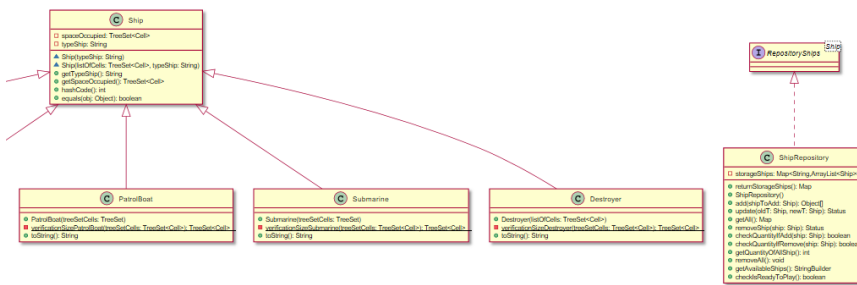 C Ship
spaceOccupied: TreeSet<Cell>
typeShip: String
Ship(typeShip: String)
Ship(listOfCells: TreeSet<Cell>, typeShip: String)
getTypeShip(): String
getSpaceOccupied(): TreeSet<Cell>
hashCode(): int
equals(obj: Object): boolean
I RepositoryShips
Ship
C PatrolBoat
PatrolBoat(treeSetCells: TreeSet)
verificationSizePatrolBoat(treeSetCells: TreeSet<Cell>): TreeSet<Cell>
toString(): String
C Submarine
Submarine(treeSetCells: TreeSet)
verificationSizeSubmarine(treeSetCells: TreeSet<Cell>): TreeSet<Cell>
toString(): String
C Destroyer
Destroyer(listOfCells: TreeSet<Cell>)
verificationSizeDestroyer(treeSetCells: TreeSet<Cell>): TreeSet<Cell>
toString(): String
C ShipRepository
storageShips: Map<String,ArrayList<Ship>
returnStorageShips(): Map
ShipRepository()
add(shipToAdd: Ship): Object[]
update(oldT: Ship, newT: Ship): Status
getAll(): Map
removeShip(ship: Ship): Status
checkQuantityIfAdd(ship: Ship): boolean
checkQuantityIfRemove(ship: Ship): boolea
getQuantityOfAllShip(): int
removeAll(): void
getAvailableShips(): StringBuilder
checkIsReadyToPlay(): boolean